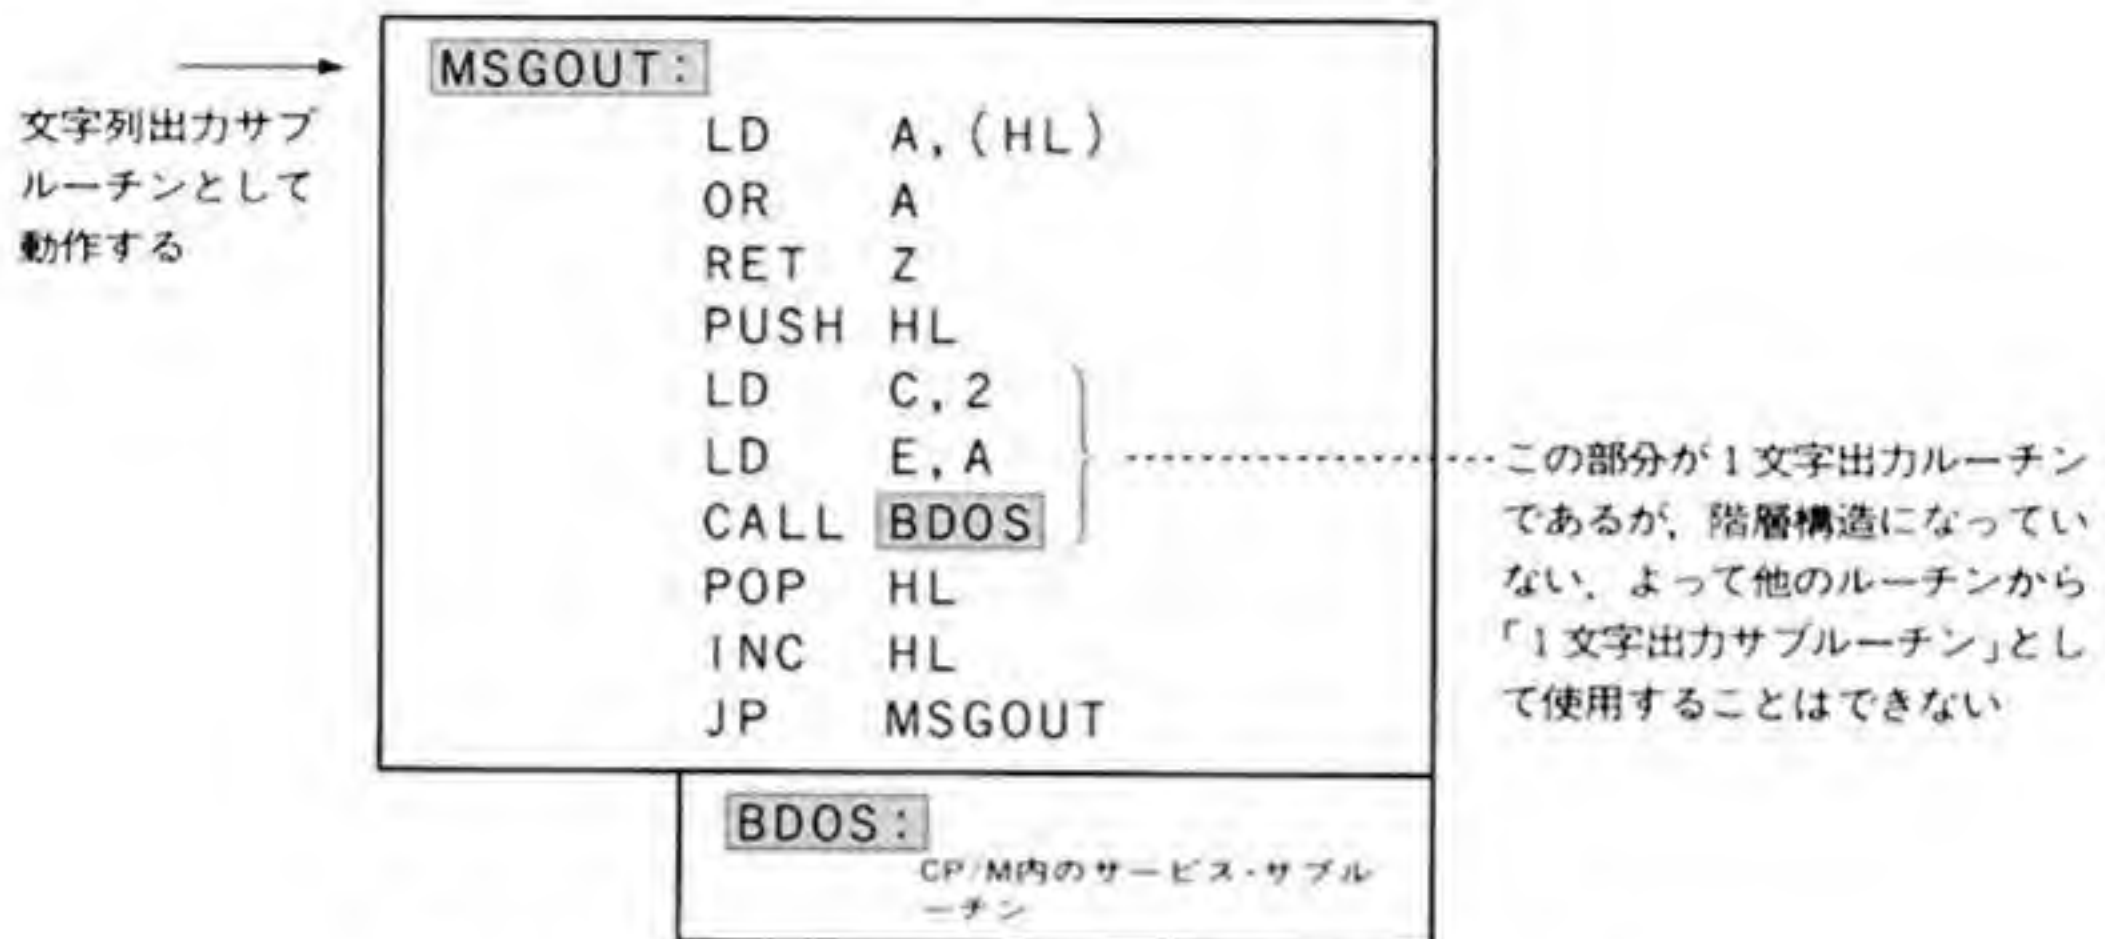 文字列出力サブ
ルーチンとして
動作する
MSGOUT:
LD A,(HL)
OR A
RET Z
PUSH HL
LD C,2
LD E,A
CALL BDOS
POP HL
INC HL
JP MSGOUT
この部分が1文字出力ルーチン
であるが，階層構造になってい
ない．よって他のルーチンから
「1文字出力サブルーチン」とし
て使用することはできない
BDOS:
CP/M内のサービス・サブル
ーチン